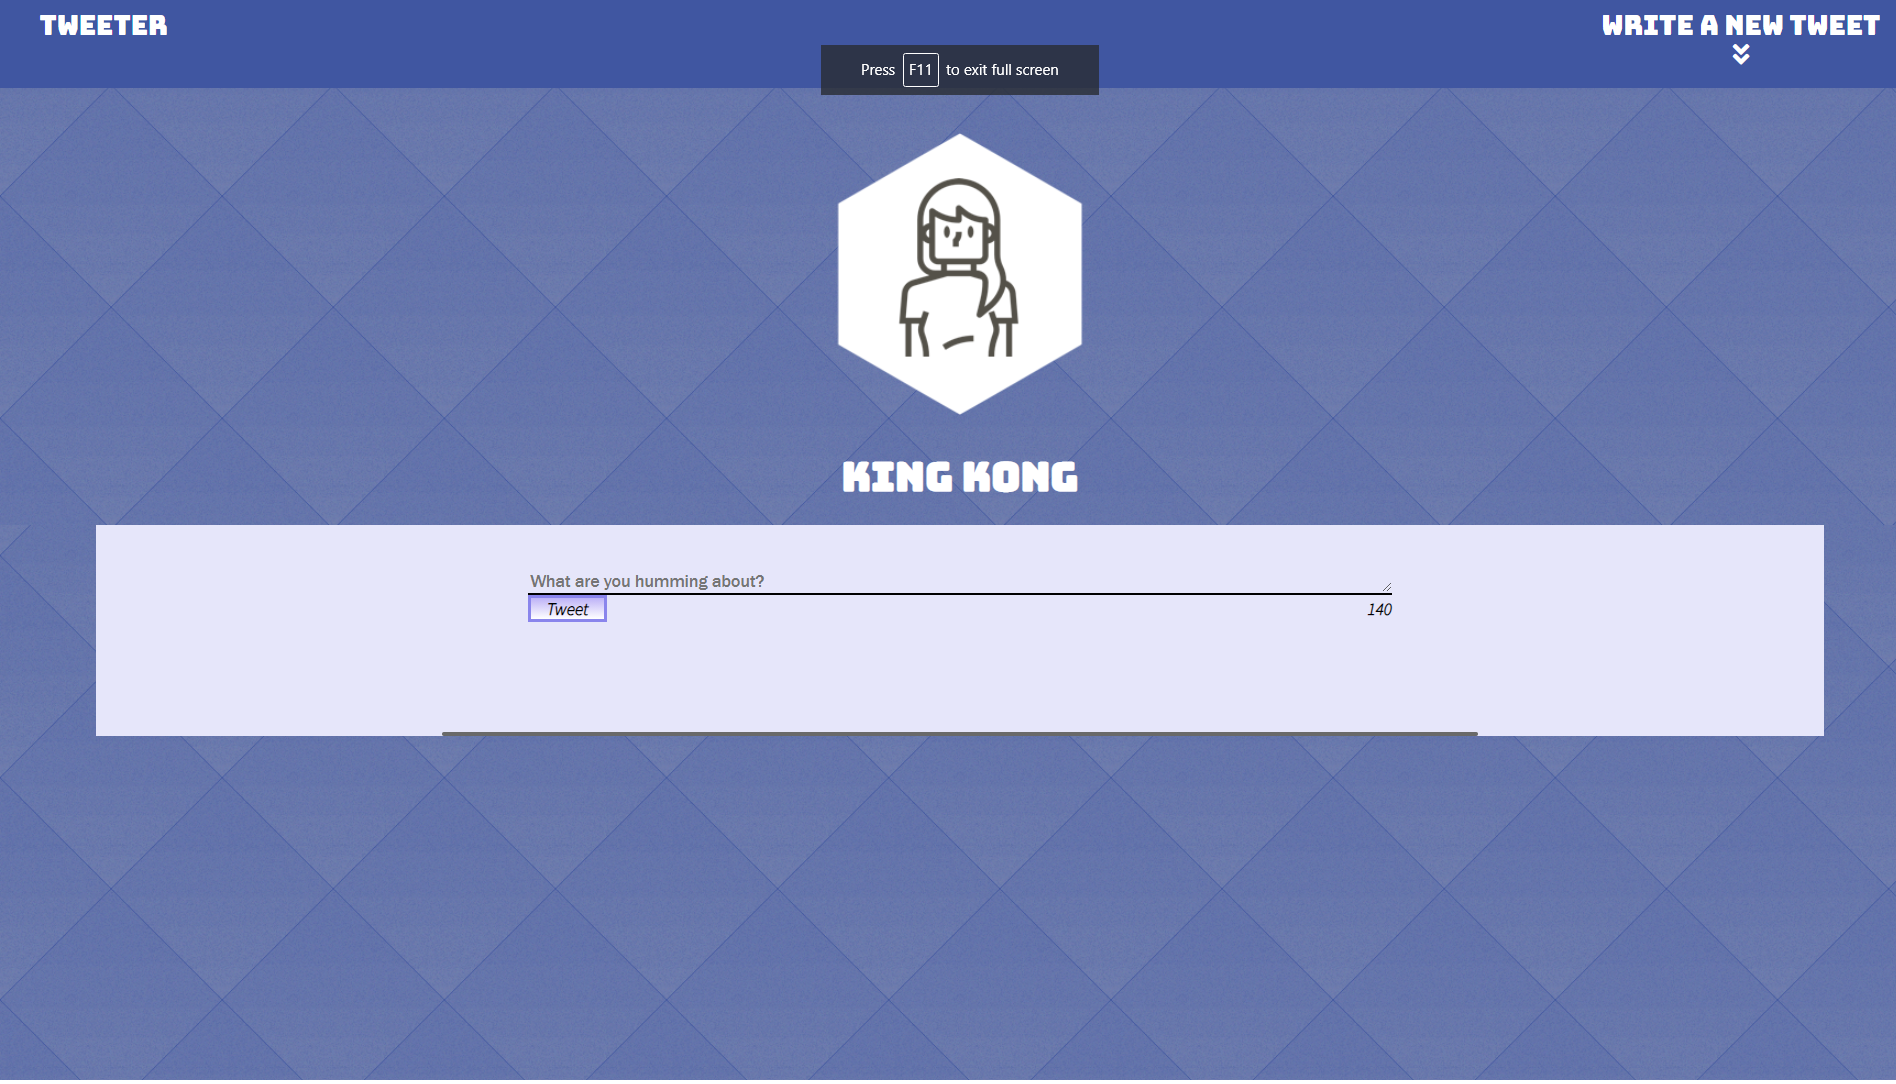 TWEETER
WRITE A NEW TWEET
Press F11 to exit full screen
KING KONG
What are you humming about?
Tweet
140